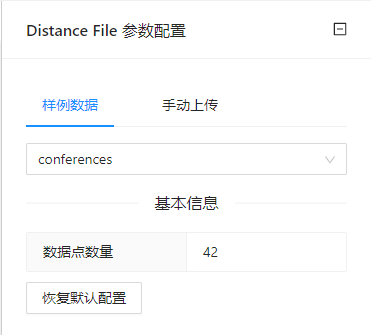 Distance File 参数配置
样例数据 手动上传
conferences
基本信息
数据点数量 42
恢复默认配置